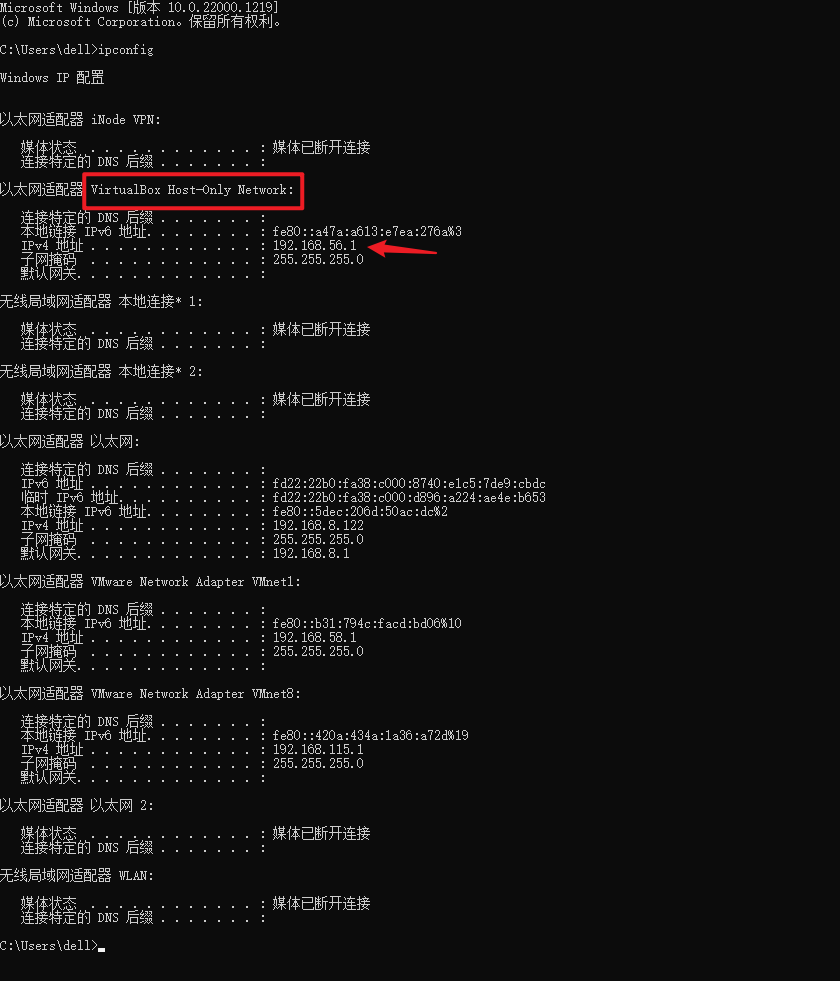 Microsoft Windows [版本 10.0.22000.1219]
(c) Microsoft Corporation。保留所有权利。
C:\Users\dell>ipconfig
Windows IP 配置
以太网适配器 iNode VPN:
媒体状态  . . . . . . . . . . . . : 媒体已断开连接
连接特定的 DNS 后缀 . . . . . . . :
以太网适配器 VirtualBox Host-Only Network:
连接特定的 DNS 后缀 . . . . . . . :
本地链接 IPv6 地址. . . . . . . . : fe80::a47a:a613:e7ea:276a%3
IPv4 地址 . . . . . . . . . . . . : 192.168.56.1
子网掩码  . . . . . . . . . . . . : 255.255.255.0
默认网关. . . . . . . . . . . . . :
无线局域网适配器 本地连接* 1:
媒体状态  . . . . . . . . . . . . : 媒体已断开连接
连接特定的 DNS 后缀 . . . . . . . :
无线局域网适配器 本地连接* 2:
媒体状态  . . . . . . . . . . . . : 媒体已断开连接
连接特定的 DNS 后缀 . . . . . . . :
以太网适配器 以太网:
连接特定的 DNS 后缀 . . . . . . . :
IPv6 地址 . . . . . . . . . . . . : fd22:22b0:fa38:c000:8740:e1c5:7de9:cbdc
临时 IPv6 地址. . . . . . . . . . : fd22:22b0:fa38:c000:d896:a224:ae4e:b653
本地链接 IPv6 地址. . . . . . . . : fe80::5dec:206d:50ac:dc%2
IPv4 地址 . . . . . . . . . . . . : 192.168.8.122
子网掩码  . . . . . . . . . . . . : 255.255.255.0
默认网关. . . . . . . . . . . . . : 192.168.8.1
以太网适配器 VMware Network Adapter VMnet1:
连接特定的 DNS 后缀 . . . . . . . :
本地链接 IPv6 地址. . . . . . . . : fe80::b31:794c:facd:bd06%10
IPv4 地址 . . . . . . . . . . . . : 192.168.58.1
子网掩码  . . . . . . . . . . . . : 255.255.255.0
默认网关. . . . . . . . . . . . . :
以太网适配器 VMware Network Adapter VMnet8:
连接特定的 DNS 后缀 . . . . . . . :
本地链接 IPv6 地址. . . . . . . . : fe80::420a:434a:1a36:a72d%19
IPv4 地址 . . . . . . . . . . . . : 192.168.115.1
子网掩码  . . . . . . . . . . . . : 255.255.255.0
默认网关. . . . . . . . . . . . . :
以太网适配器 以太网 2:
媒体状态  . . . . . . . . . . . . : 媒体已断开连接
连接特定的 DNS 后缀 . . . . . . . :
无线局域网适配器 WLAN:
媒体状态  . . . . . . . . . . . . : 媒体已断开连接
连接特定的 DNS 后缀 . . . . . . . :
C:\Users\dell>